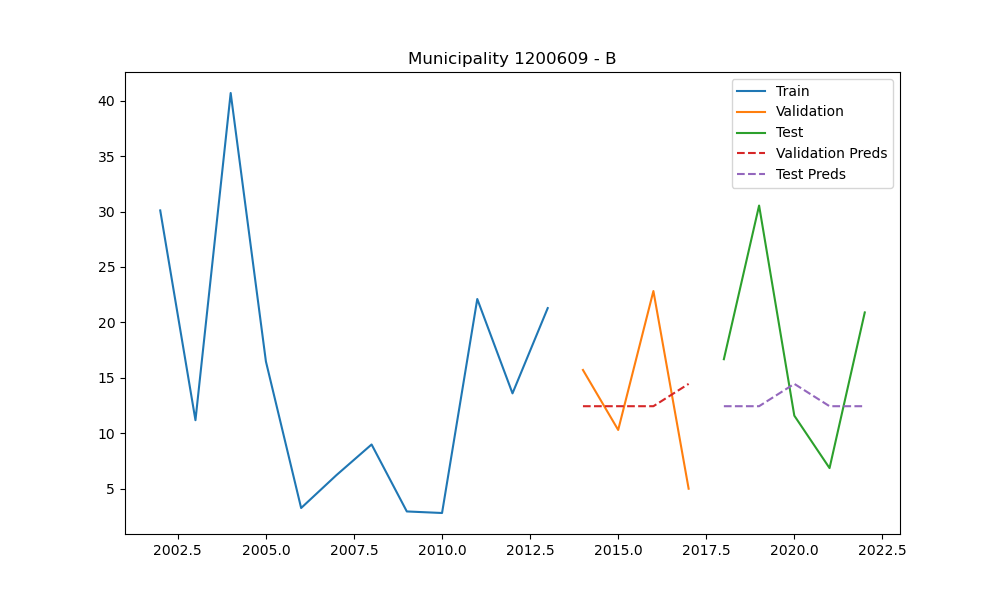 Municipality 1200609 - B
Train
Validation
Test
Validation Preds
Test Preds
40
35
30
25
20
15
10
5
2002.5 2005.0 2007.5 2010.0 2012.5 2015.0 2017.5 2020.0 2022.5